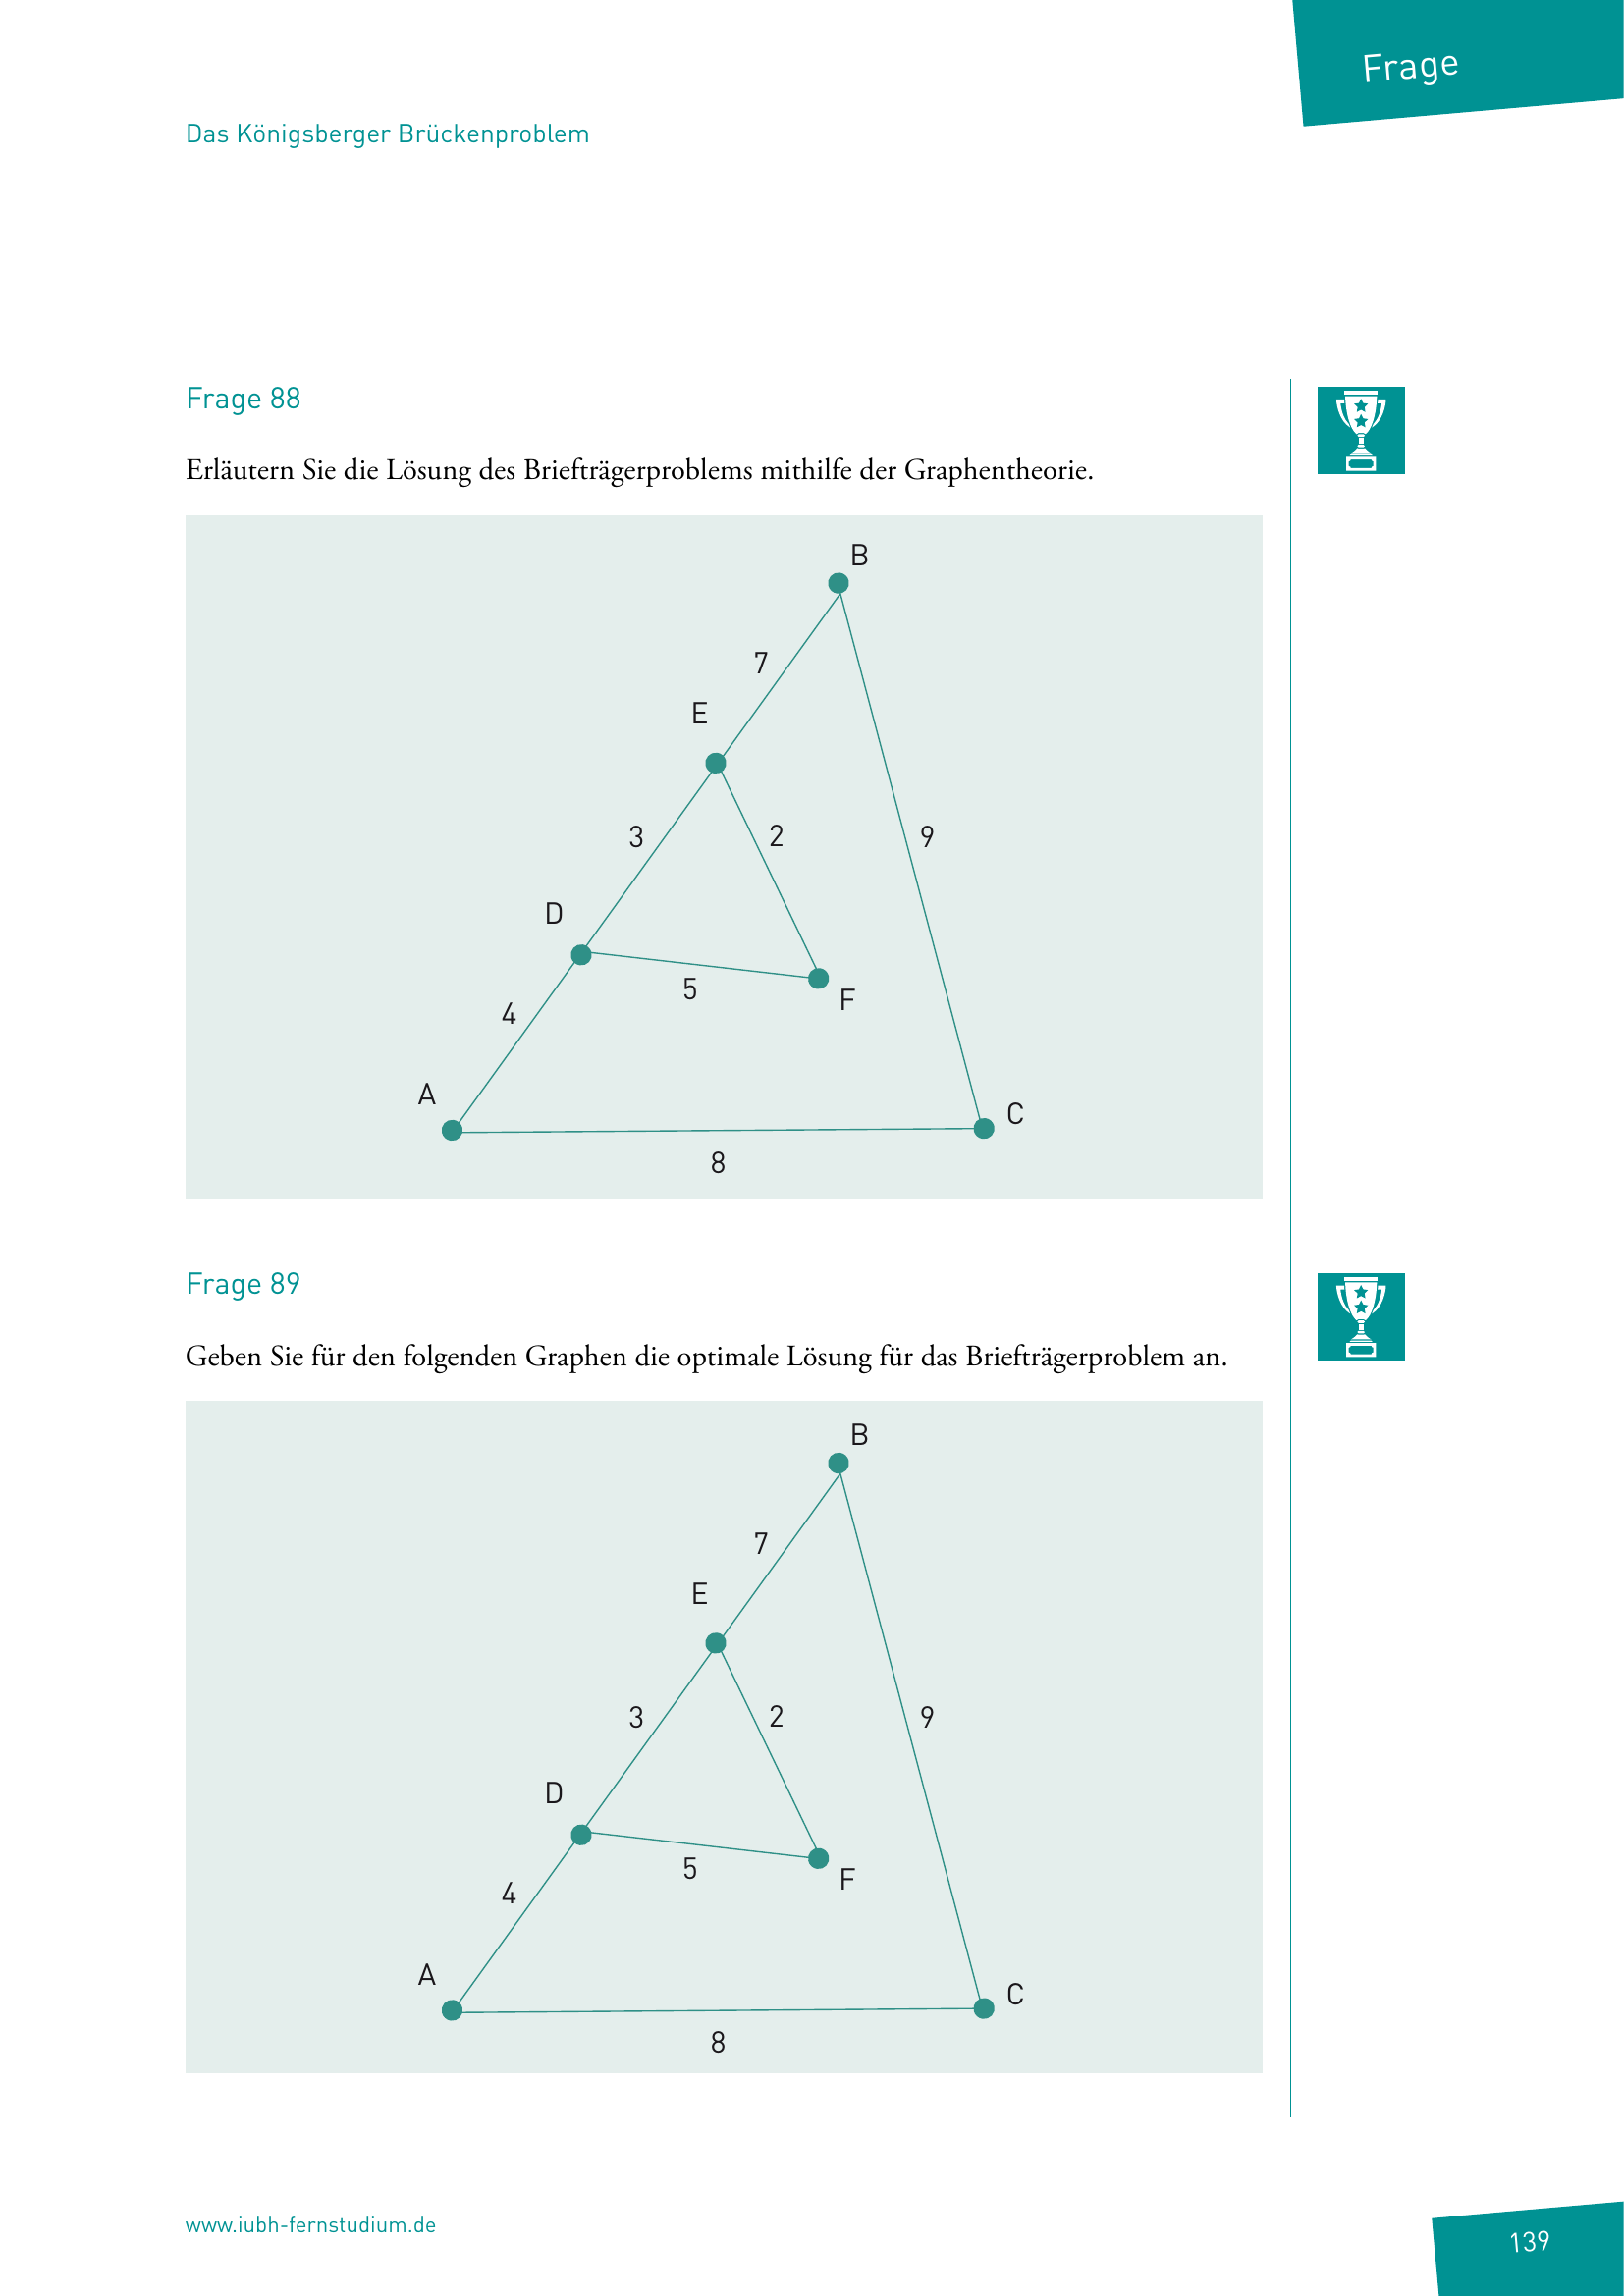 Frage
Das Königsberger Brückenproblem
Frage 88
Erläutern Sie die Lösung des Briefträgerproblems mithilfe der Graphentheorie.
B
7
E
3
2
9
D
5
F
4
A
C
8
Frage 89
Geben Sie für den folgenden Graphen die optimale Lösung für das Briefträgerproblem an.
B
7
E
3
2
9
D
5
F
4
A
C
8
www.iubh-fernstudium.de
139